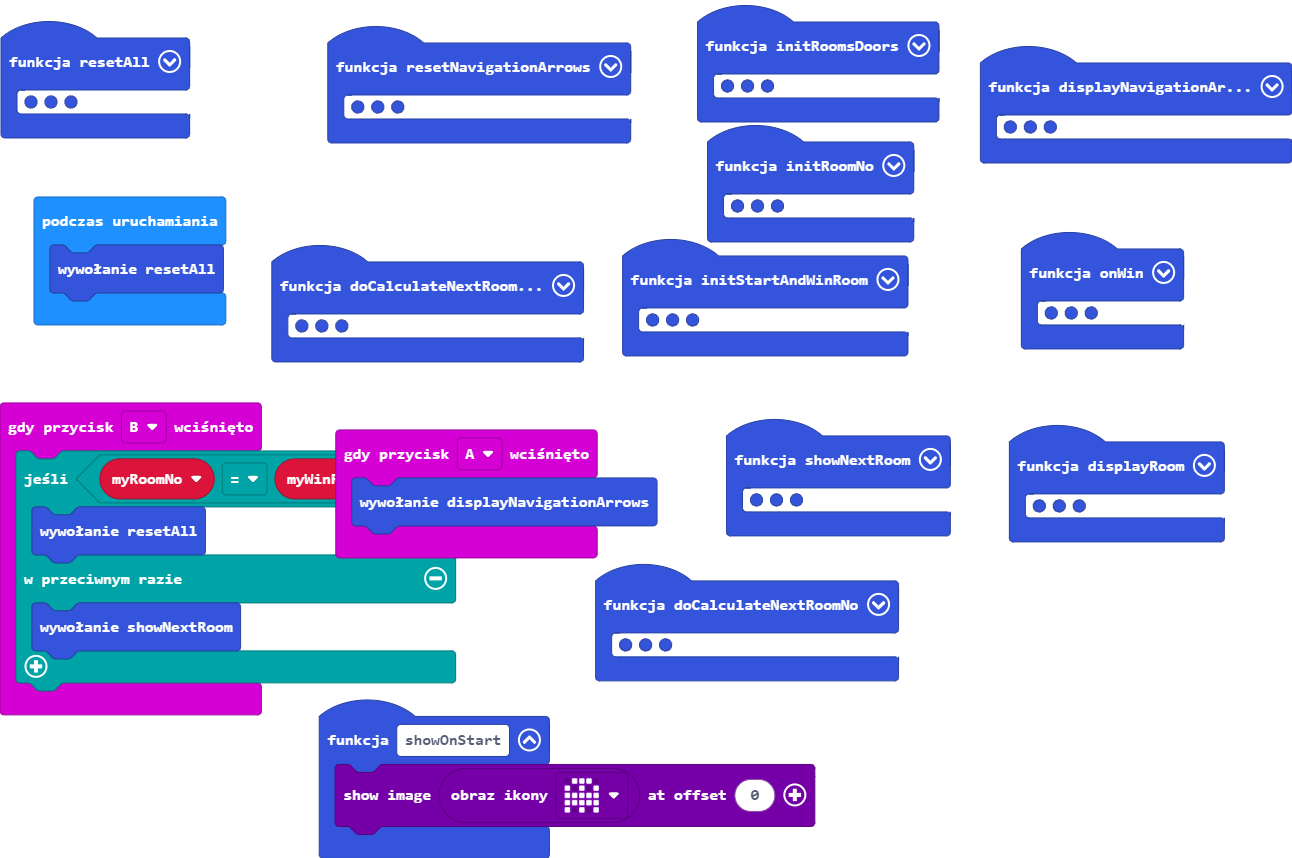 funkcja resetAll
funkcja resetNavigationArrows
funkcja initRoomsDoors
funkcja displayNavigationAr...
funkcja initRoomNo
podczas uruchamiania
wywołanie resetAll
funkcja doCalculateNextRoom...
funkcja initStartAndWinRoom
funkcja onWin
gdy przycisk B wciśnięto
jeśli myRoomNo =
wywołanie resetAll
w przeciwnym razie
wywołanie showNextRoom
gdy przycisk A wciśnięto
wywołanie displayNavigationArrows
funkcja showNextRoom
funkcja displayRoom
funkcja doCalculateNextRoomNo
funkcja showOnStart
show image obraz ikony at offset 0